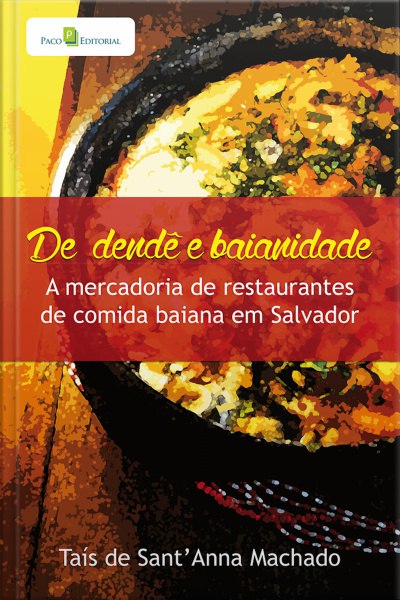 PACO EDITORIAL
De dendê e baianidade
A mercadoria de restaurantes
de comida baiana em Salvador
Taís de Sant'Anna Machado